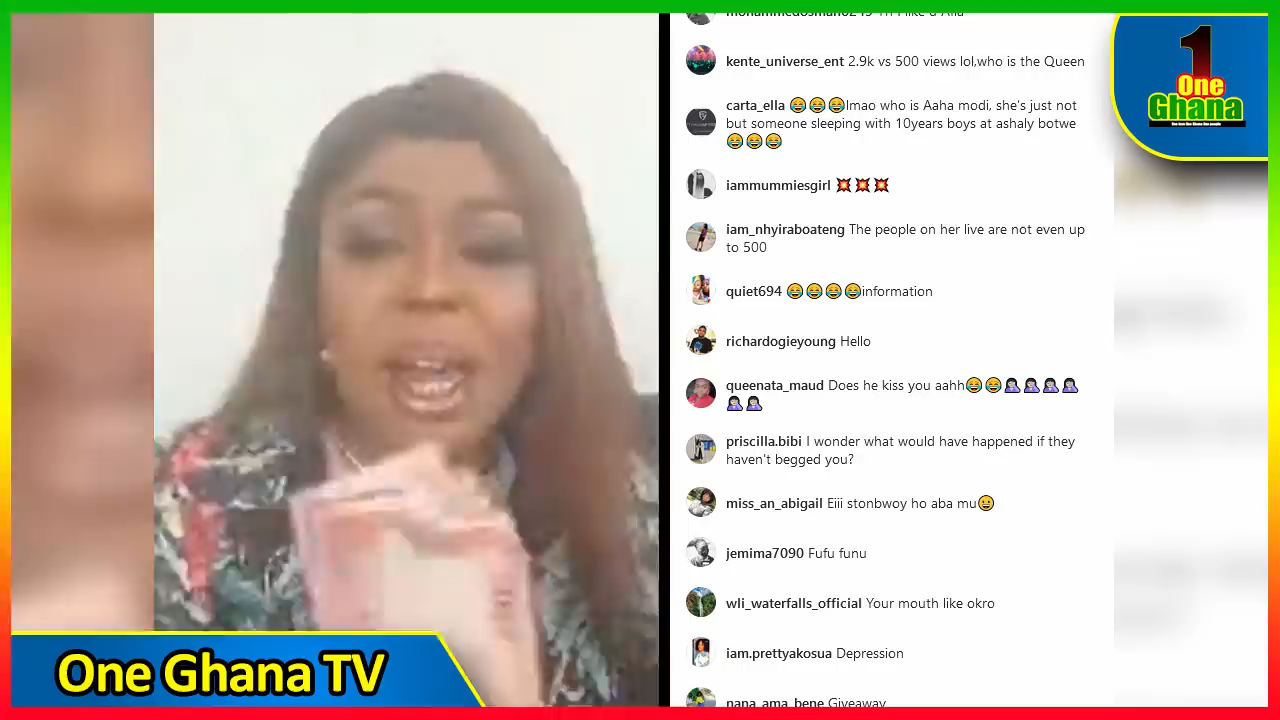 kente_universe_ent 2.9k vs 500 views lol,who is the Queen
carta_ella 😂😂😂lmao who is Aaha modi, she's just not
but someone sleeping with 10years boys at ashaly botwe
😂😂😂
iammummiesgirl 💥💥💥
iam_nhyiraboateng The people on her live are not even up
to 500
quiet694 😂😂😂😂information
richardogieyoung Hello
queenata_maud Does he kiss you aahh😂😂🤦🏻‍♀️🤦🏻‍♀️🤦🏻‍♀️🤦🏻‍♀️
🤦🏻‍♀️🤦🏻‍♀️
priscilla.bibi I wonder what would have happened if they
haven't begged you?
miss_an_abigail Eiii stonbwoy ho aba mu😀
jemima7090 Fufu funu
wli_waterfalls_official Your mouth like okro
iam.prettyakosua Depression
nana_ama_bene Giveaway
1
One
Ghana
One Ghana TV